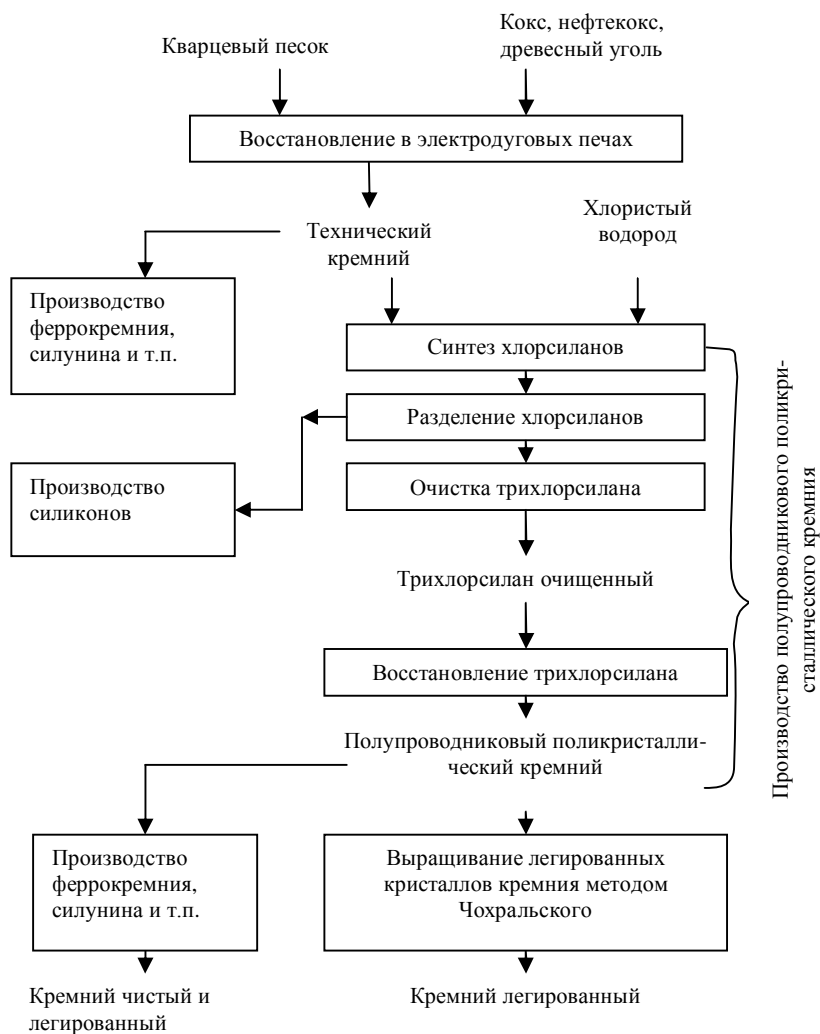 Кварцевый песок
Кокс, нефтекокс,
древесный уголь
Восстановление в электродуговых печах
Технический
кремний
Хлористый
водород
Производство
феррокремния,
силунина и т.п.
Синтез хлорсиланов
Разделение хлорсиланов
Производство
силиконов
Очистка трихлорсилана
Трихлорсилан очищенный
Восстановление трихлорсилана
Полупроводниковый поликристалли-
ческий кремний
Производство полупроводникового поликри-
сталлического кремния
Производство
феррокремния,
силунина и т.п.
Выращивание легированных
кристаллов кремния методом
Чохральского
Кремний чистый и
легированный
Кремний легированный